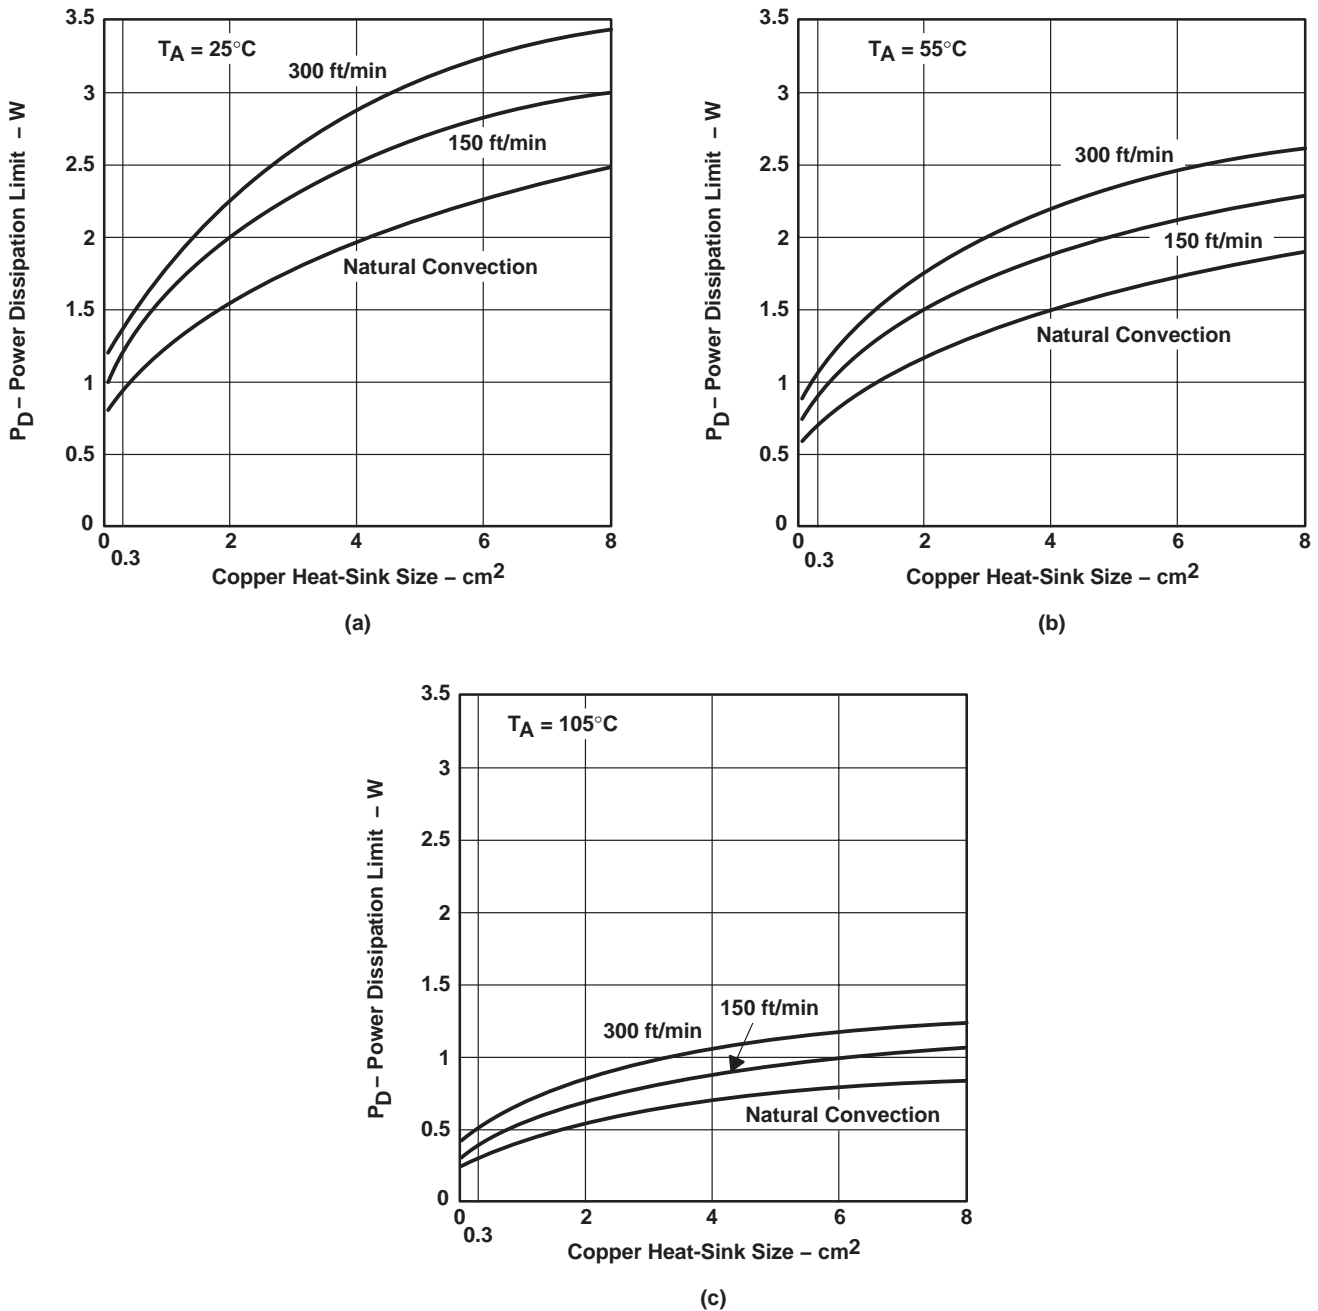 3.5
3
2.5
2
1.5
1
0.5
0
P_D – Power Dissipation Limit – W
T_A = 25°C
300 ft/min
150 ft/min
Natural Convection
0 2 4 6 8
0.3
Copper Heat-Sink Size – cm²
(a)
3.5
3
2.5
2
1.5
1
0.5
0
P_D – Power Dissipation Limit – W
T_A = 55°C
300 ft/min
150 ft/min
Natural Convection
0 2 4 6 8
0.3
Copper Heat-Sink Size – cm²
(b)
3.5
3
2.5
2
1.5
1
0.5
0
P_D – Power Dissipation Limit – W
T_A = 105°C
150 ft/min
300 ft/min
Natural Convection
0 2 4 6 8
0.3
Copper Heat-Sink Size – cm²
(c)